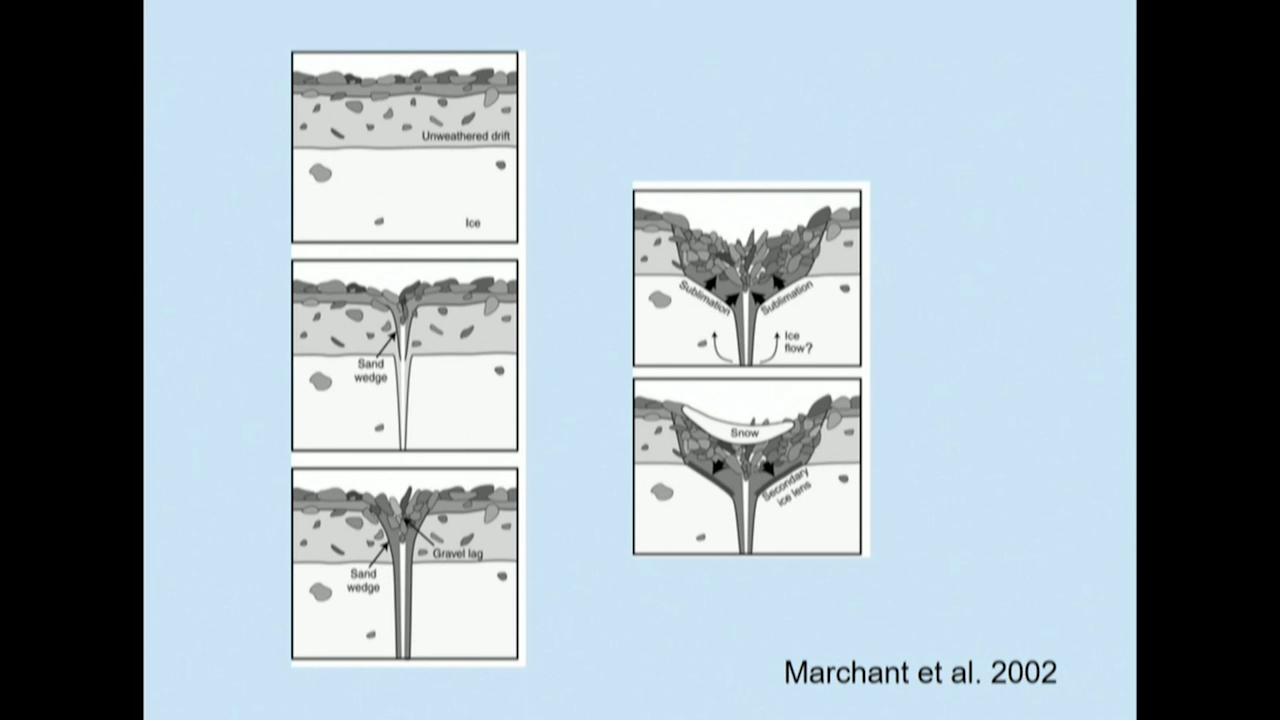 Unweathered drift
Ice
Sand
wedge
Gravel lag
Sand
wedge
Sublimation
Sublimation
Ice
flow?
Snow
Secondary
ice lens
Marchant et al. 2002